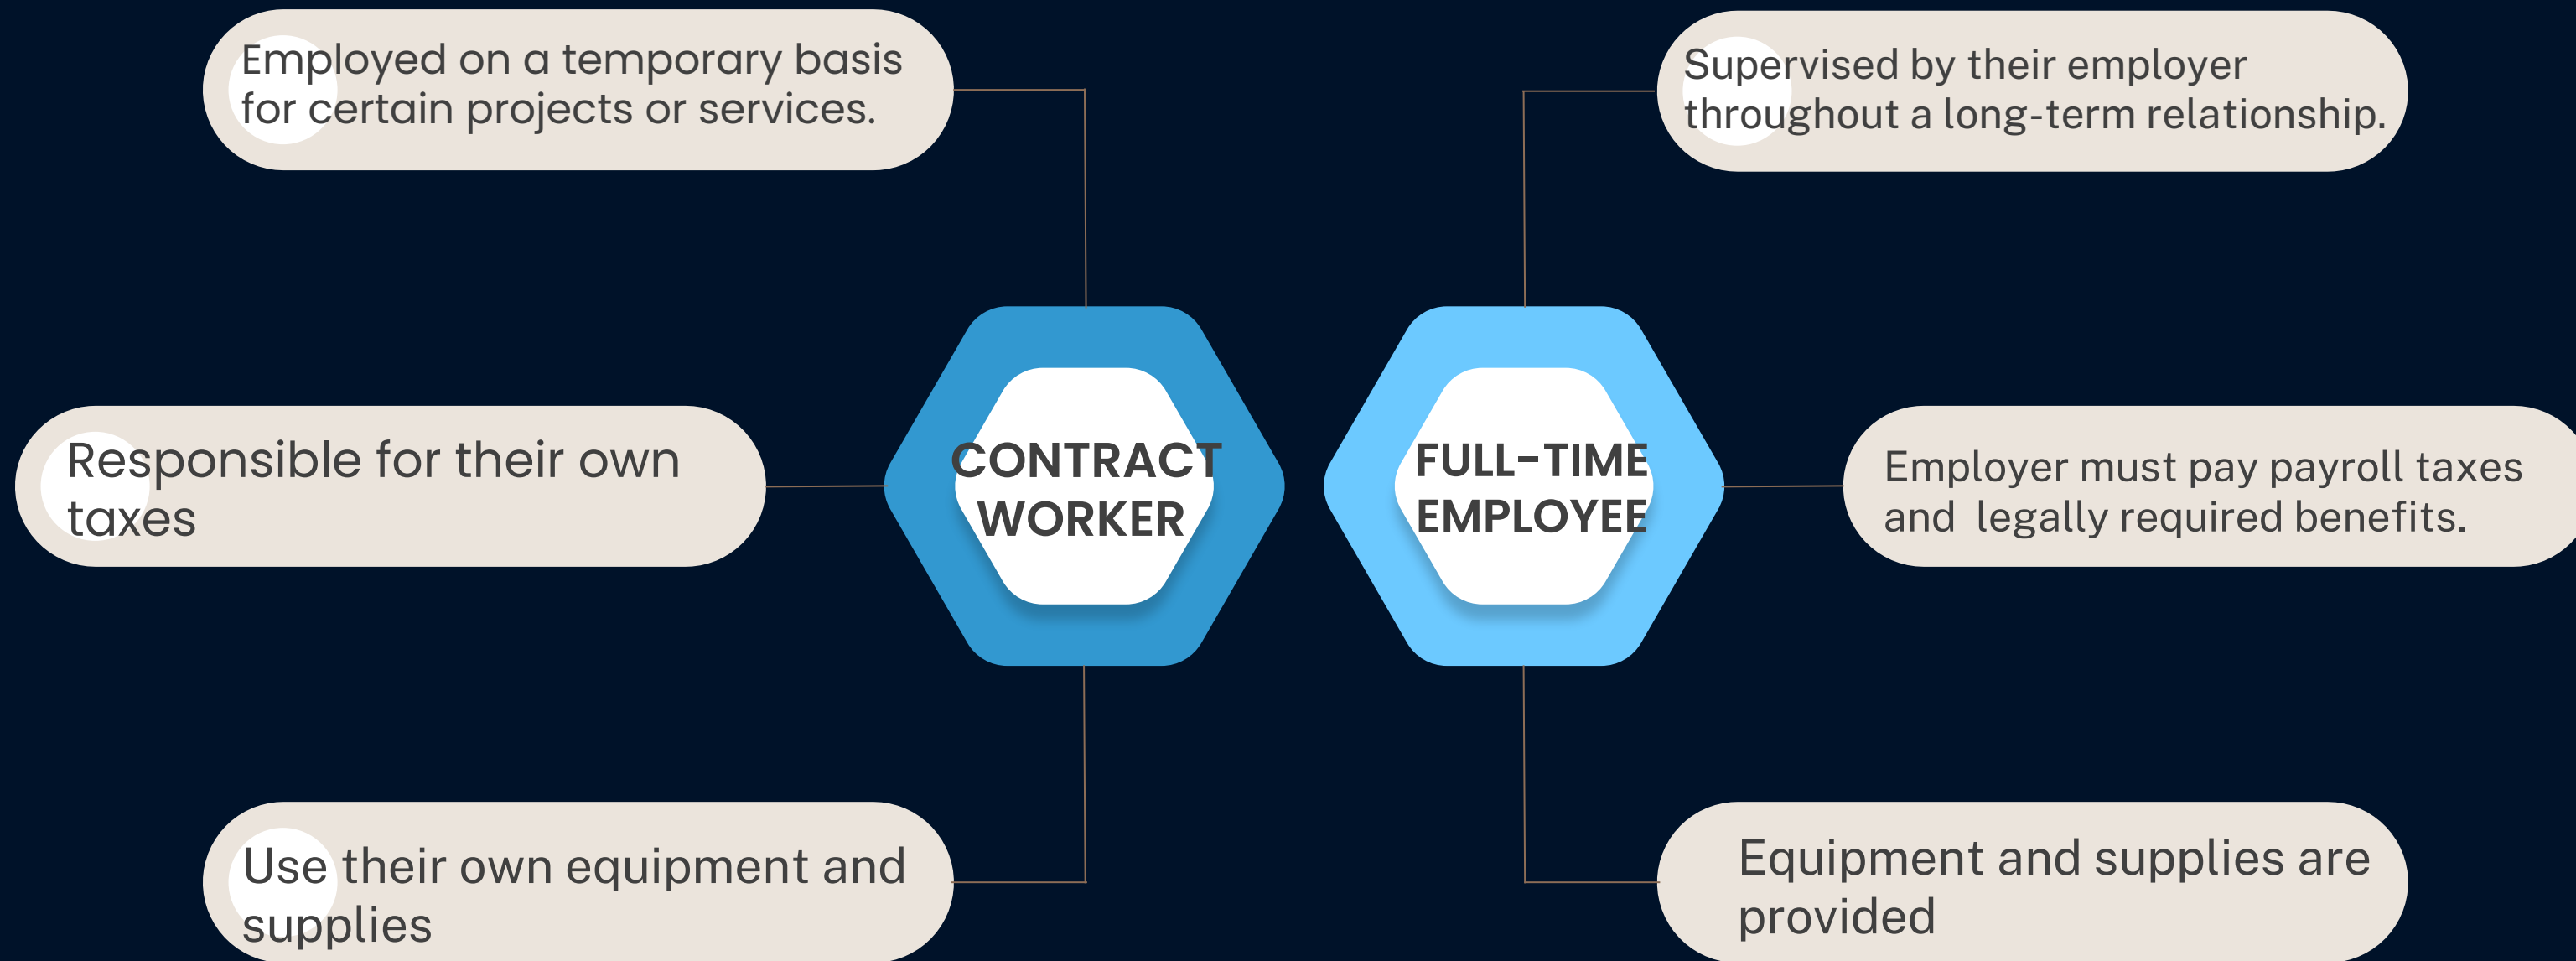 Employed on a temporary basis
for certain projects or services.
Responsible for their own
taxes
Use their own equipment and
supplies
CONTRACT
WORKER
FULL-TIME
EMPLOYEE
Supervised by their employer
throughout a long-term relationship.
Employer must pay payroll taxes
and  legally required benefits.
Equipment and supplies are
provided